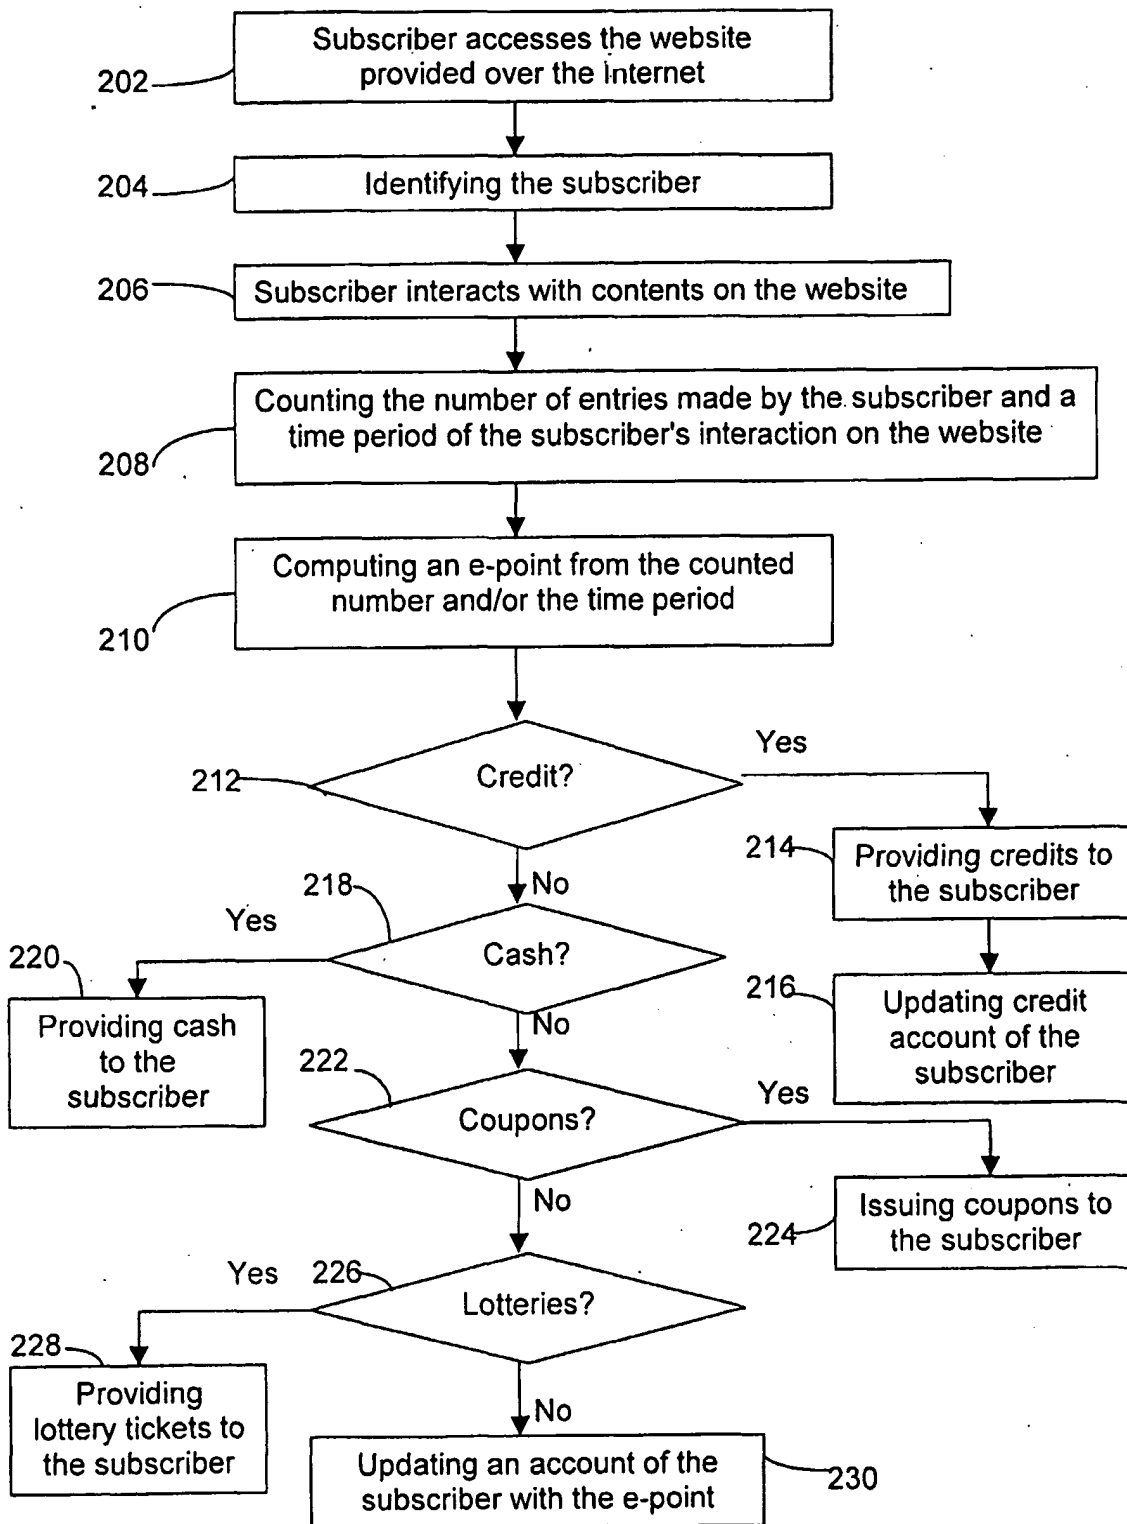 Subscriber accesses the website
provided over the Internet
202
204
Identifying the subscriber
206
Subscriber interacts with contents on the website
Counting the number of entries made by the subscriber and a
time period of the subscriber's interaction on the website
208
Computing an e-point from the counted
number and/or the time period
210
Yes
212
Credit?
214
Providing credits to
the subscriber
No
218
Yes
Cash?
220
Providing cash
to the
subscriber
216
Updating credit
account of the
subscriber
No
222
Yes
Coupons?
No
224
Issuing coupons to
the subscriber
Yes
226
Lotteries?
228
Providing
lottery tickets to
the subscriber
No
Updating an account of the
subscriber with the e-point
230